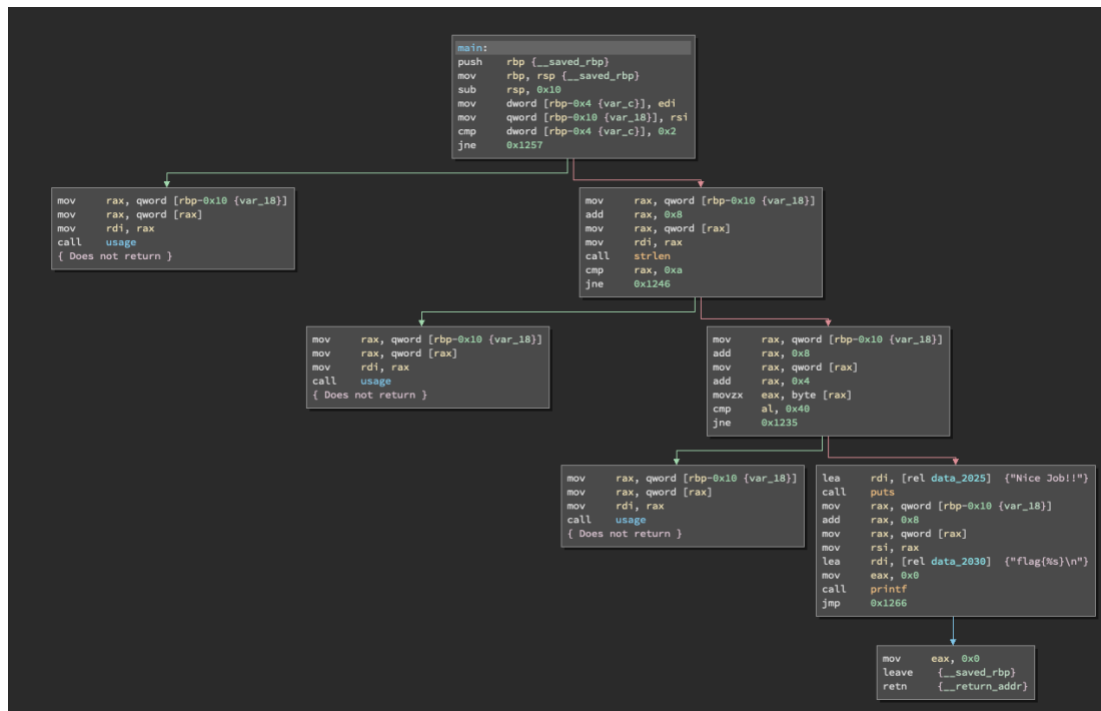 main:
push rbp {__saved_rbp}
mov rbp, rsp {__saved_rbp}
sub rsp, 0x10
mov dword [rbp-0x4 {var_c}], edi
mov qword [rbp-0x10 {var_18}], rsi
cmp dword [rbp-0x4 {var_c}], 0x2
jne 0x1257
mov rax, qword [rbp-0x10 {var_18}]
mov rax, qword [rax]
mov rdi, rax
call usage
{ Does not return }
mov rax, qword [rbp-0x10 {var_18}]
add rax, 0x8
mov rax, qword [rax]
mov rdi, rax
call strlen
cmp rax, 0xa
jne 0x1246
mov rax, qword [rbp-0x10 {var_18}]
mov rax, qword [rax]
mov rdi, rax
call usage
{ Does not return }
mov rax, qword [rbp-0x10 {var_18}]
add rax, 0x8
mov rax, qword [rax]
add rax, 0x4
movzx eax, byte [rax]
cmp al, 0x40
jne 0x1235
mov rax, qword [rbp-0x10 {var_18}]
mov rax, qword [rax]
mov rdi, rax
call usage
{ Does not return }
lea rdi, [rel data_2025] {"Nice Job!!"}
call puts
mov rax, qword [rbp-0x10 {var_18}]
add rax, 0x8
mov rax, qword [rax]
mov rsi, rax
lea rdi, [rel data_2030] {"flag{%s}\n"}
mov eax, 0x0
call printf
jmp 0x1266
mov eax, 0x0
leave {__saved_rbp}
retn {__return_addr}